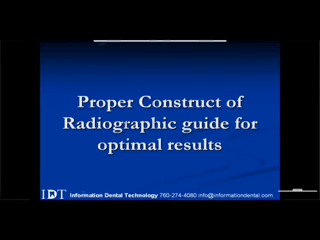 Proper Construct of
Radiographic guide for
optimal results
IDT Information Dental Technology 760-274-4080 info@informationdental.com